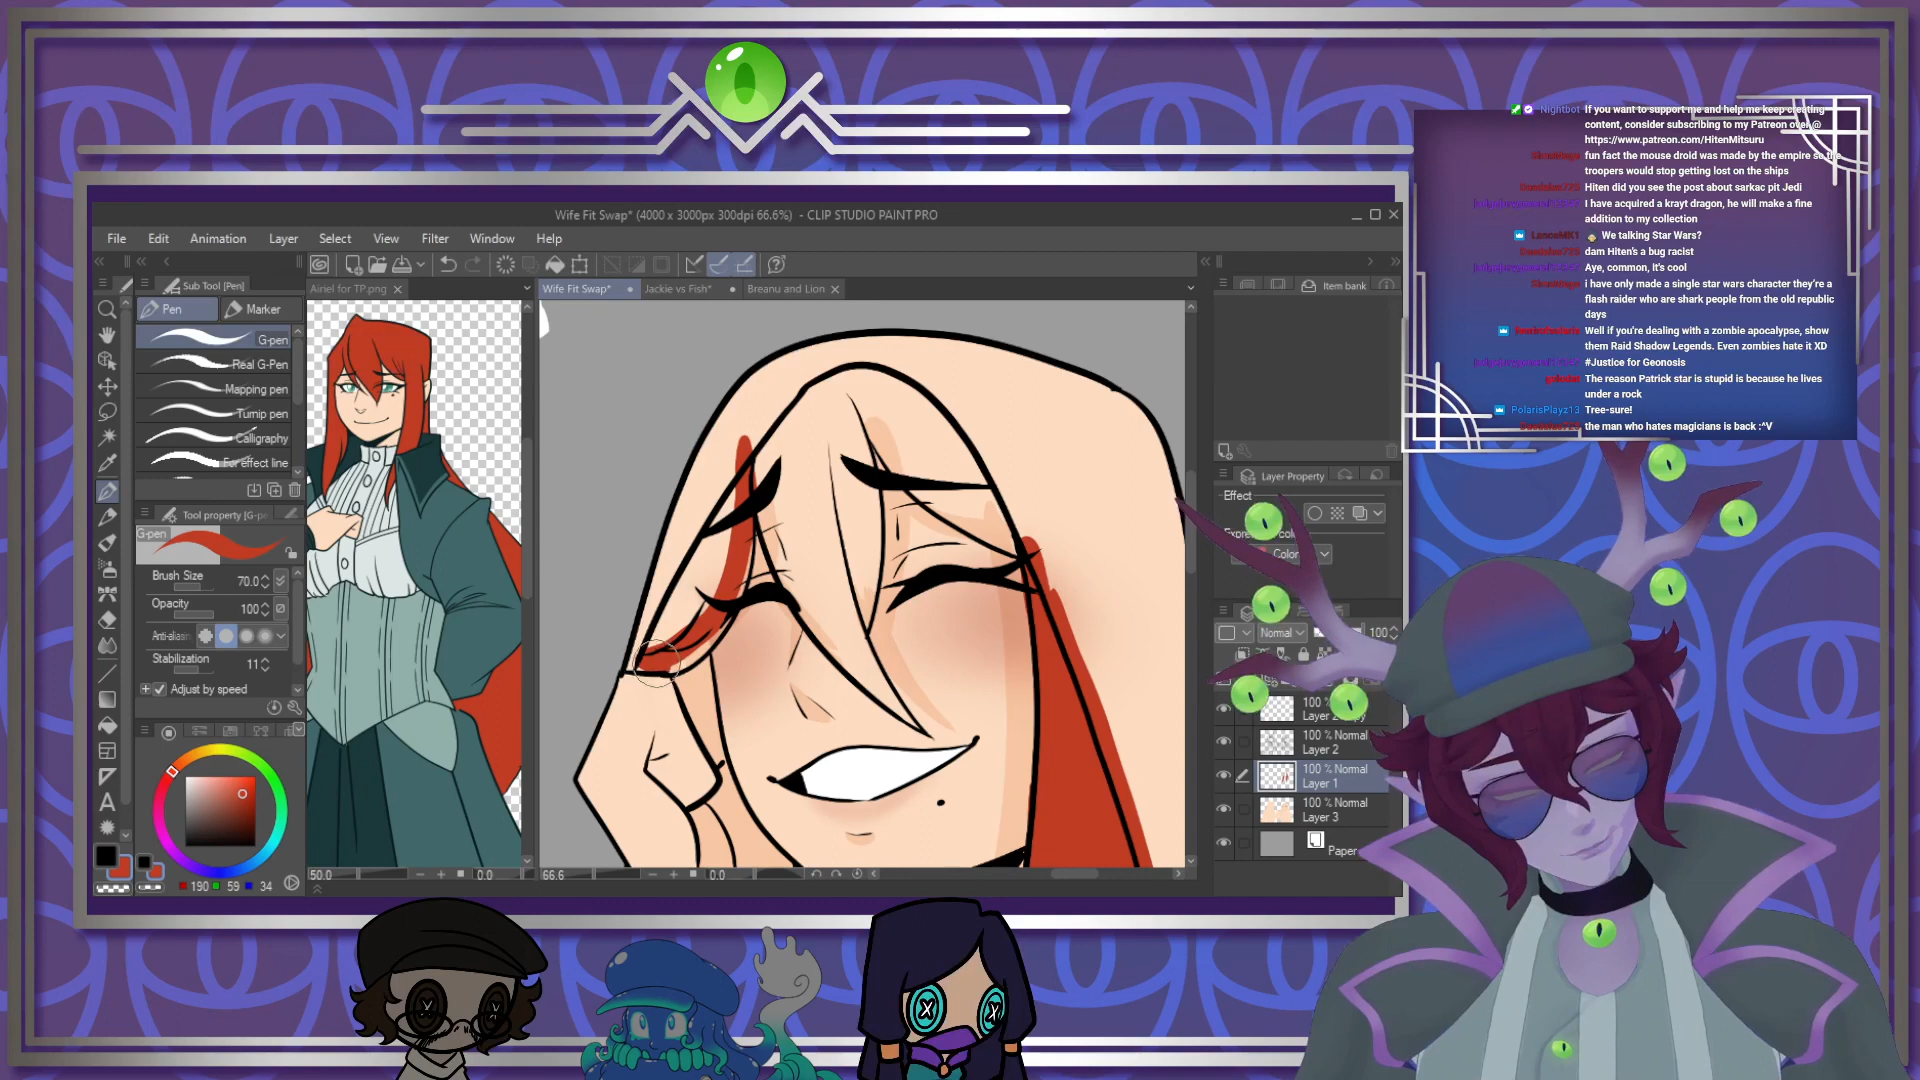 Wife Fit Swap* (4000 x 3000px 300dpi 66.6%) - CLIP STUDIO PAINT PRO
File Edit Animation Layer Select View Filter Window Help
Sub Tool [Pen]
Pen
Marker
G-pen
Real G-Pen
Mapping pen
Turnip pen
Calligraphy
For effect line
Tool property [G-pe
G-pen
Brush Size 70.0
Opacity 100
Anti-aliasin
Stabilization 11
Adjust by speed
190 59 34
Airiel for TP.png
50.0 0.0
Wife Fit Swap*
Jackie vs Fish*
Breanu and Lion
66.6 0.0
Item bank
Layer Property
Effect
Color
Normal 100
100 %
100 % Normal
Layer 2
100 % Normal
Layer 1
100 % Normal
Layer 3
Paper
Nightbot If you want to support me and help me keep creating
content, consider subscribing to my Patreon over @
https://www.patreon.com/HitenMitsuru
fun fact the mouse droid was made by the empire so the
troopers would stop getting lost on the ships
Hiten did you see the post about sarkac pit Jedi
I have acquired a krayt dragon, he will make a fine
addition to my collection
LanceMK1 We talking Star Wars?
dam Hiten's a bug racist
Aye, common, it's cool
i have only made a single star wars character they're a
flash raider who are shark people from the old republic
days
Well if you're dealing with a zombie apocalypse, show
them Raid Shadow Legends. Even zombies hate it XD
#Justice for Geonosis
The reason Patrick star is stupid is because he lives
under a rock
PolarisPlayz13 Tree-sure!
the man who hates magicians is back :^V